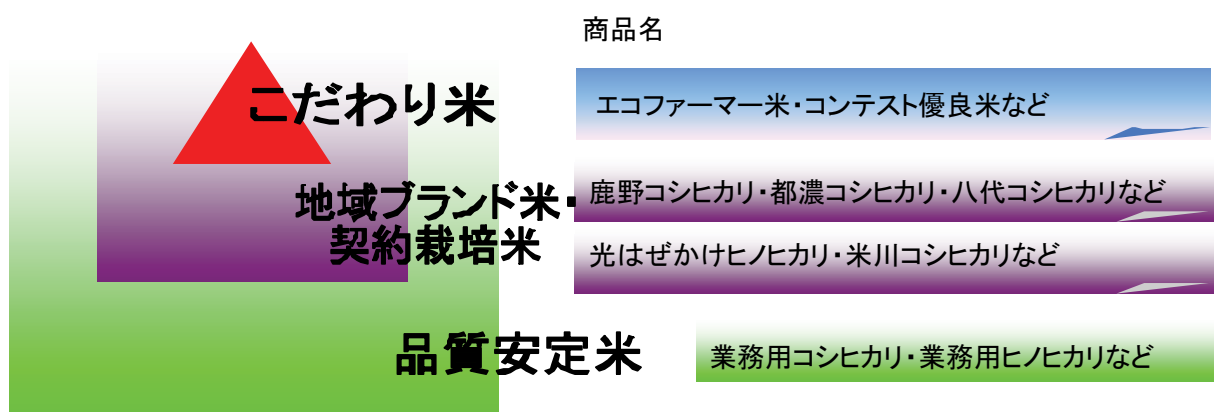 商品名
こだわり米
エコファーマー米・コンテスト優良米など
地域ブランド米・
契約栽培米
鹿野コシヒカリ・都濃コシヒカリ・八代コシヒカリなど
光はぜかけヒノヒカリ・米川コシヒカリなど
品質安定米
業務用コシヒカリ・業務用ヒノヒカリなど